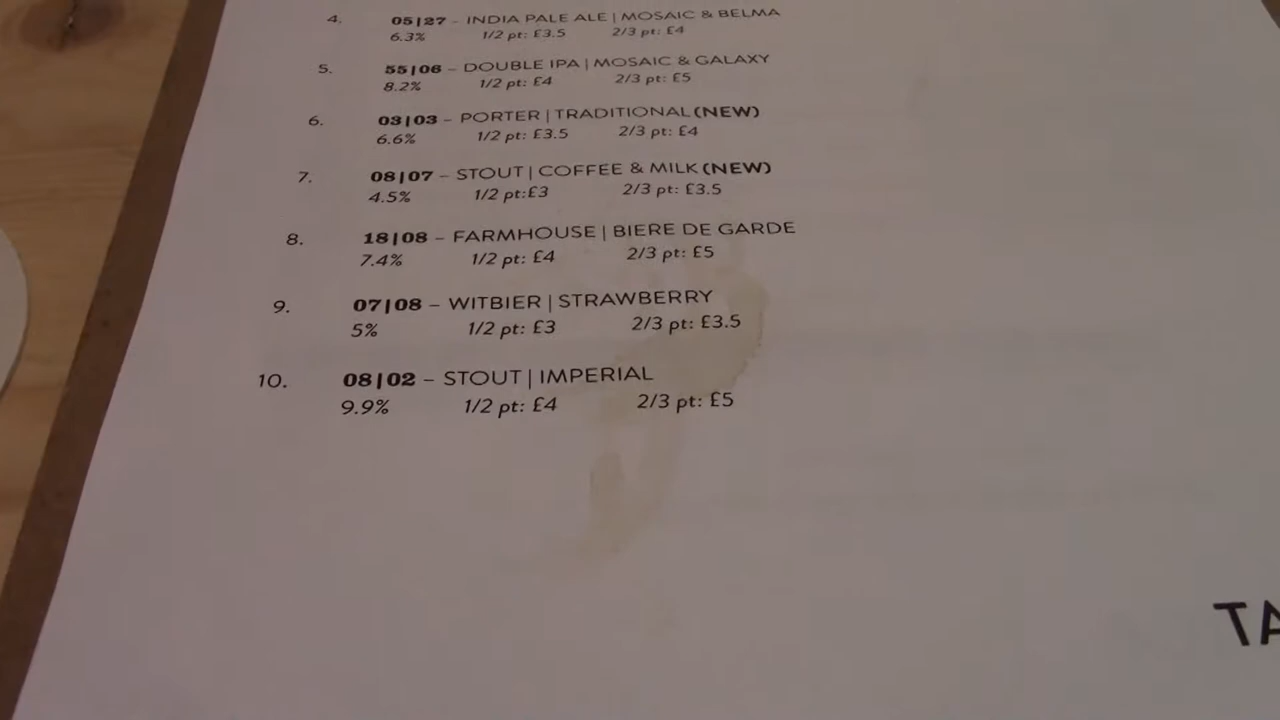 4. 05|27 – INDIA PALE ALE | MOSAIC & BELMA
6.3% 1/2 pt: £3.5 2/3 pt: £4
5. 55|06 – DOUBLE IPA | MOSAIC & GALAXY
8.2% 1/2 pt: £4 2/3 pt: £5
6. 03|03 – PORTER | TRADITIONAL (NEW)
6.6% 1/2 pt: £3.5 2/3 pt: £4
7. 08|07 – STOUT | COFFEE & MILK (NEW)
4.5% 1/2 pt:£3 2/3 pt: £3.5
8. 18|08 – FARMHOUSE | BIERE DE GARDE
7.4% 1/2 pt: £4 2/3 pt: £5
9. 07|08 – WITBIER | STRAWBERRY
5% 1/2 pt: £3 2/3 pt: £3.5
10. 08|02 – STOUT | IMPERIAL
9.9% 1/2 pt: £4 2/3 pt: £5
TA